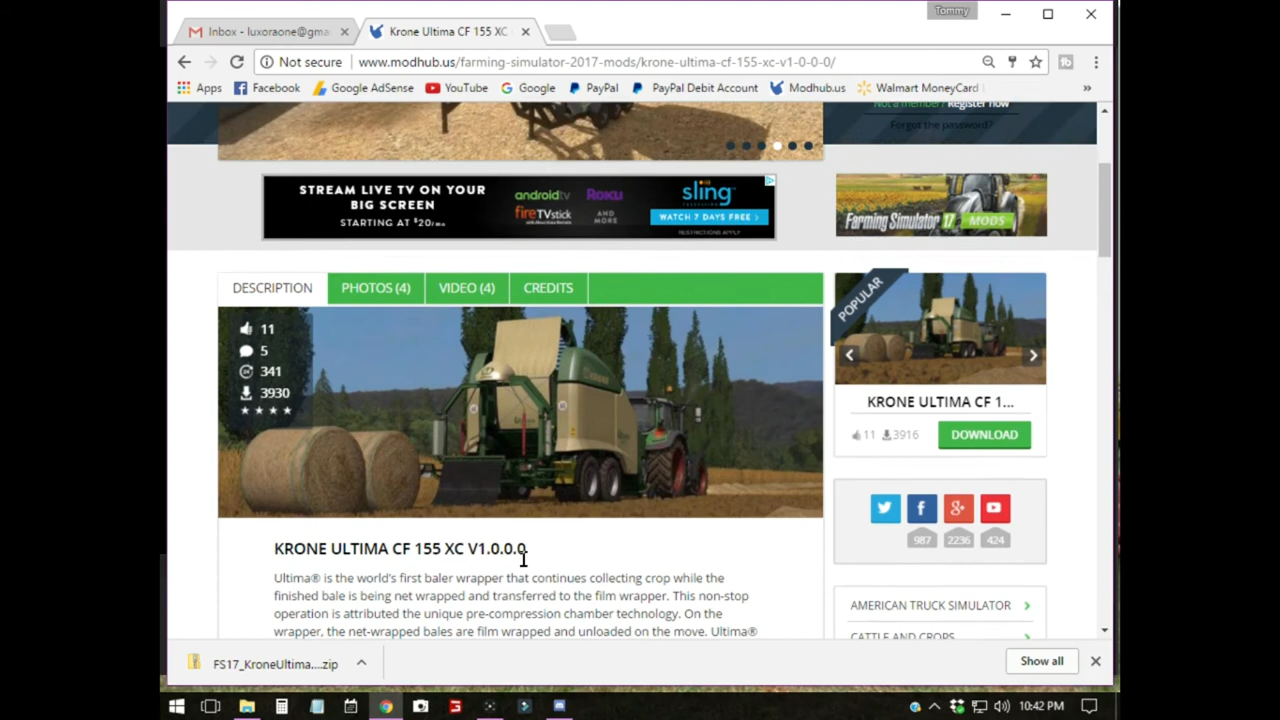 Tommy
Inbox - luxoraone@gma
Krone Ultima CF 155 XC
Not secure
www.modhub.us/farming-simulator-2017-mods/krone-ultima-cf-155-xc-v1-0-0-0/
Apps
Facebook
Google AdSense
YouTube
Google
PayPal
PayPal Debit Account
Modhub.us
Walmart MoneyCard
Not a member? Register now
Forgot the password?
STREAM LIVE TV ON YOUR
BIG SCREEN
STARTING AT $20/mo
androidtv
Roku
fireTVstick
AND
MORE
sling
WATCH 7 DAYS FREE >
RESTRICTIONS APPLY
Farming Simulator 17 MODS
DESCRIPTION
PHOTOS (4)
VIDEO (4)
CREDITS
11
5
24
341
3930
POPULAR
KRONE ULTIMA CF 1...
11
3916
DOWNLOAD
987
2236
424
KRONE ULTIMA CF 155 XC V1.0.0.0
Ultima® is the world's first baler wrapper that continues collecting crop while the
finished bale is being net wrapped and transferred to the film wrapper. This non-stop
operation is attributed the unique pre-compression chamber technology. On the
wrapper, the net-wrapped bales are film wrapped and unloaded on the move. Ultima®
AMERICAN TRUCK SIMULATOR
CATTLE AND CROPS
FS17_KroneUltima....zip
Show all
10:42 PM